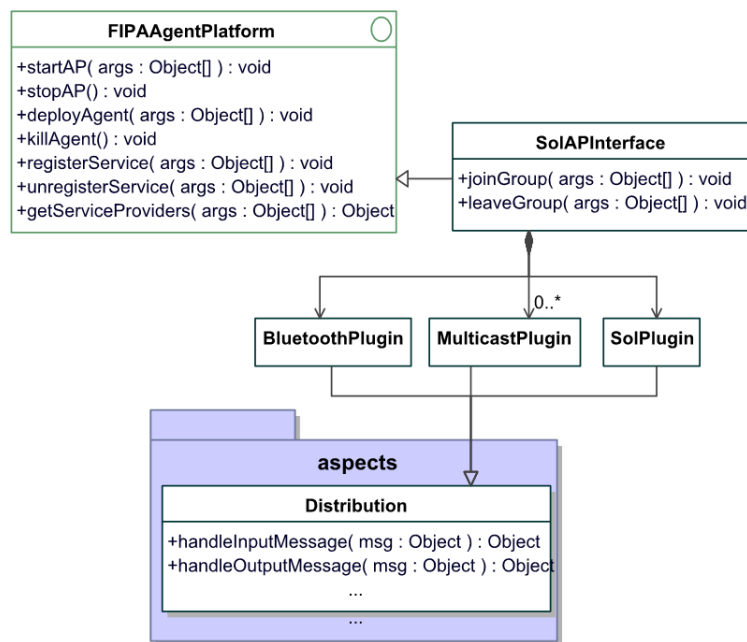 FIPAAgentPlatform
+startAP( args : Object[] ) : void
+stopAP() : void
+deployAgent( args : Object[] ) : void
+killAgent() : void
+registerService( args : Object[] ) : void
+unregisterService( args : Object[] ) : void
+getServiceProviders( args : Object[] ) : Object
SolAPInterface
+joinGroup( args : Object[] ) : void
+leaveGroup( args : Object[] ) : void
0..*
BluetoothPlugin
MulticastPlugin
SolPlugin
aspects
Distribution
+handleInputMessage( msg : Object ) : Object
+handleOutputMessage( msg : Object ) : Object
...
...